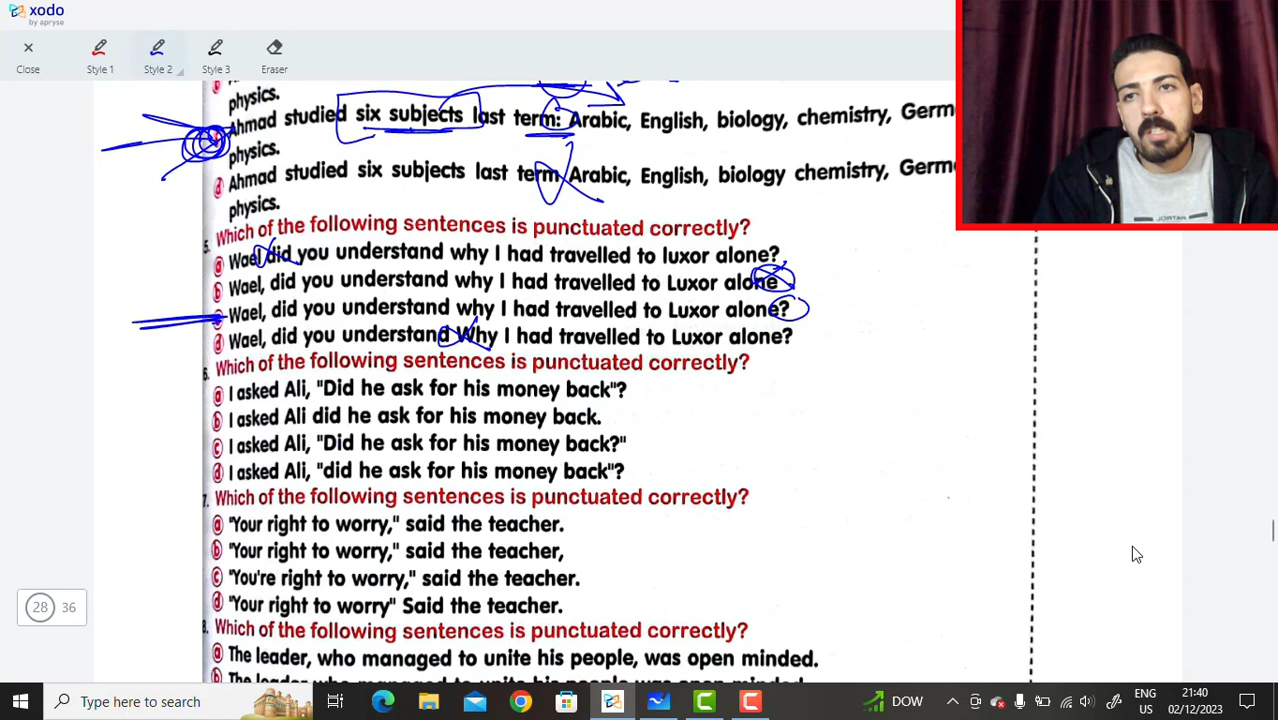 xodo
by apryse
Close
Style 1
Style 2
Style 3
Eraser
physics.
Ahmad studied six subjects last term: Arabic, English, biology, chemistry, Germ
physics.
d Ahmad studied six subjects last term Arabic, English, biology chemistry, Germ
physics.
5. Which of the following sentences is punctuated correctly?
a Wael did you understand why I had travelled to luxor alone?
b Wael, did you understand why I had travelled to Luxor alone
c Wael, did you understand why I had travelled to Luxor alone?
d Wael, did you understand Why I had travelled to Luxor alone?
6. Which of the following sentences is punctuated correctly?
a I asked Ali, "Did he ask for his money back"?
b I asked Ali did he ask for his money back.
c I asked Ali, "Did he ask for his money back?"
d I asked Ali, "did he ask for his money back"?
7. Which of the following sentences is punctuated correctly?
a "Your right to worry," said the teacher.
b "Your right to worry," said the teacher,
c "You're right to worry," said the teacher.
d "Your right to worry" Said the teacher.
8. Which of the following sentences is punctuated correctly?
a The leader, who managed to unite his people, was open minded.
28 36
Type here to search
DOW
ENG
US
21:40
02/12/2023